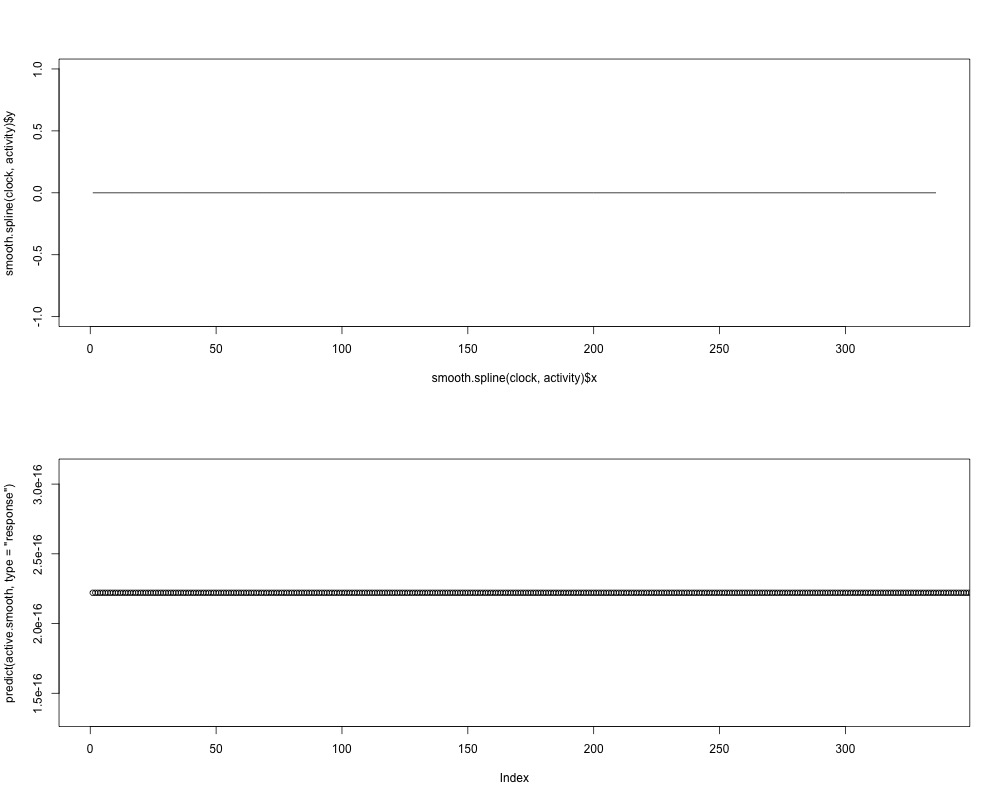 smooth.spline(clock, activity)$y
1.0
0.5
0.0
-0.5
-1.0
0 50 100 150 200 250 300
smooth.spline(clock, activity)$x
predict(active.smooth, type = "response")
3.0e-16
2.5e-16
2.0e-16
1.5e-16
0 50 100 150 200 250 300
Index